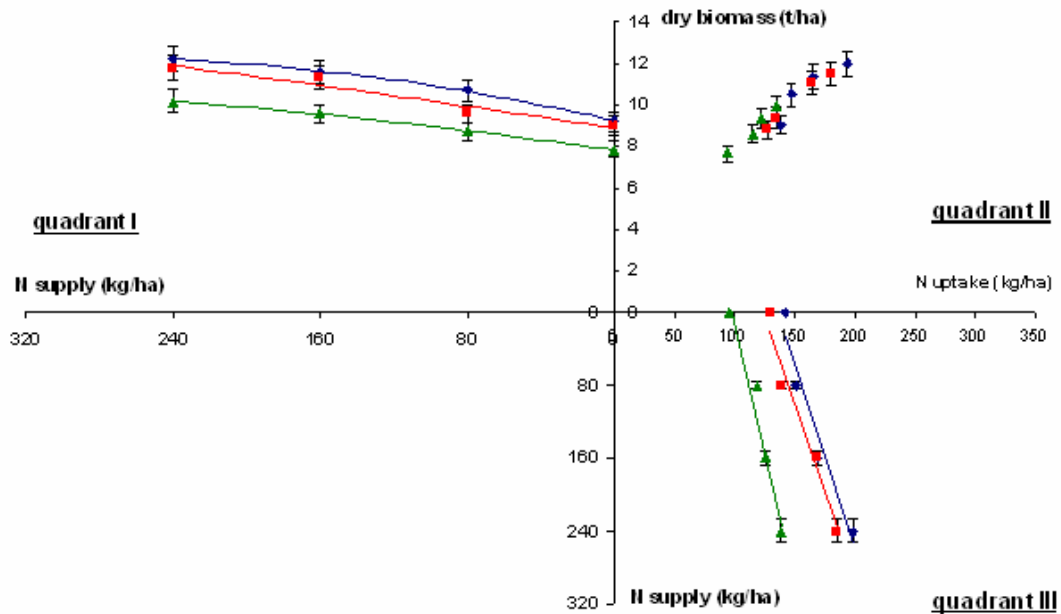 14
dry biomass (t/ha)
12
10
8
6
4
2
0
quadrant I
quadrant II
N supply (kg/ha)
N uptake (kg/ha)
320 240 160 80 0
0 50 100 150 200 250 300 350
80
160
240
320
N supply (kg/ha)
quadrant III